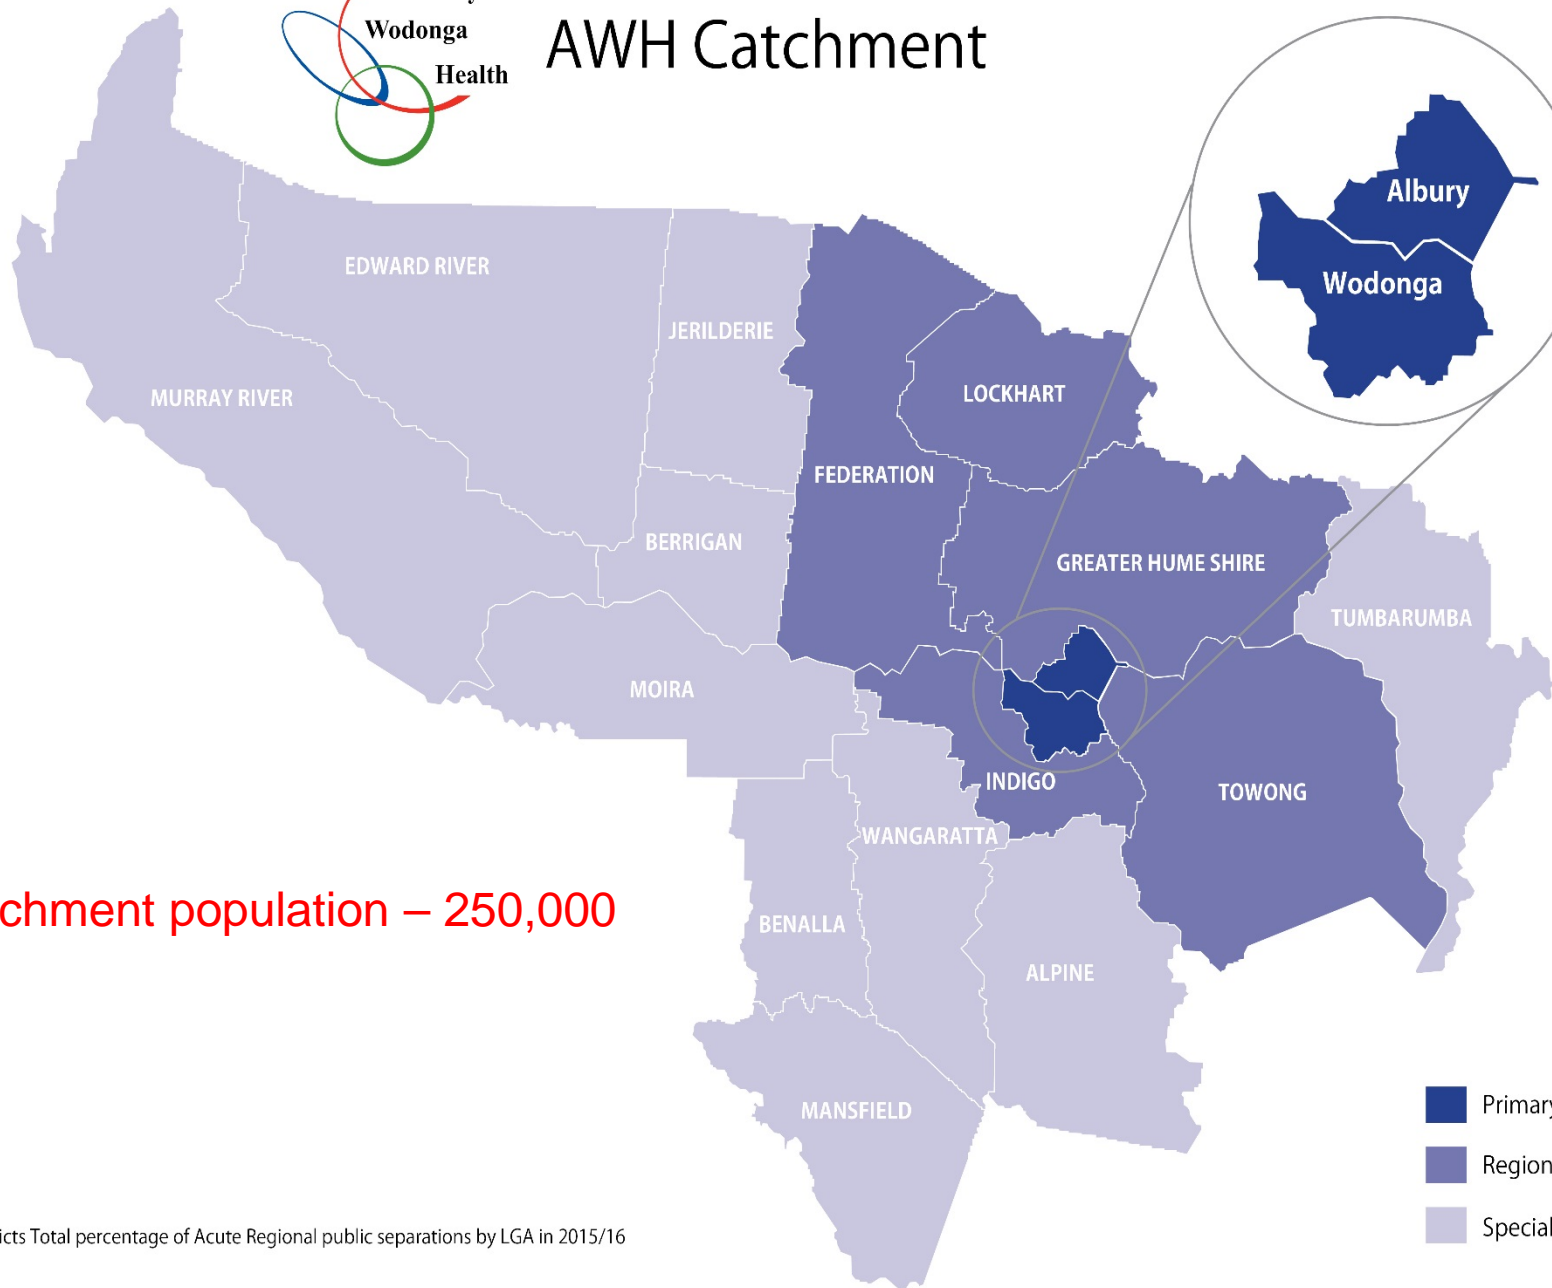 Wodonga
Health
AWH Catchment
Albury
Wodonga
EDWARD RIVER
JERILDERIE
MURRAY RIVER
LOCKHART
FEDERATION
BERRIGAN
GREATER HUME SHIRE
TUMBARUMBA
MOIRA
INDIGO
TOWONG
WANGARATTA
BENALLA
ALPINE
MANSFIELD
chment population – 250,000
Primary
Region
Special
icts Total percentage of Acute Regional public separations by LGA in 2015/16